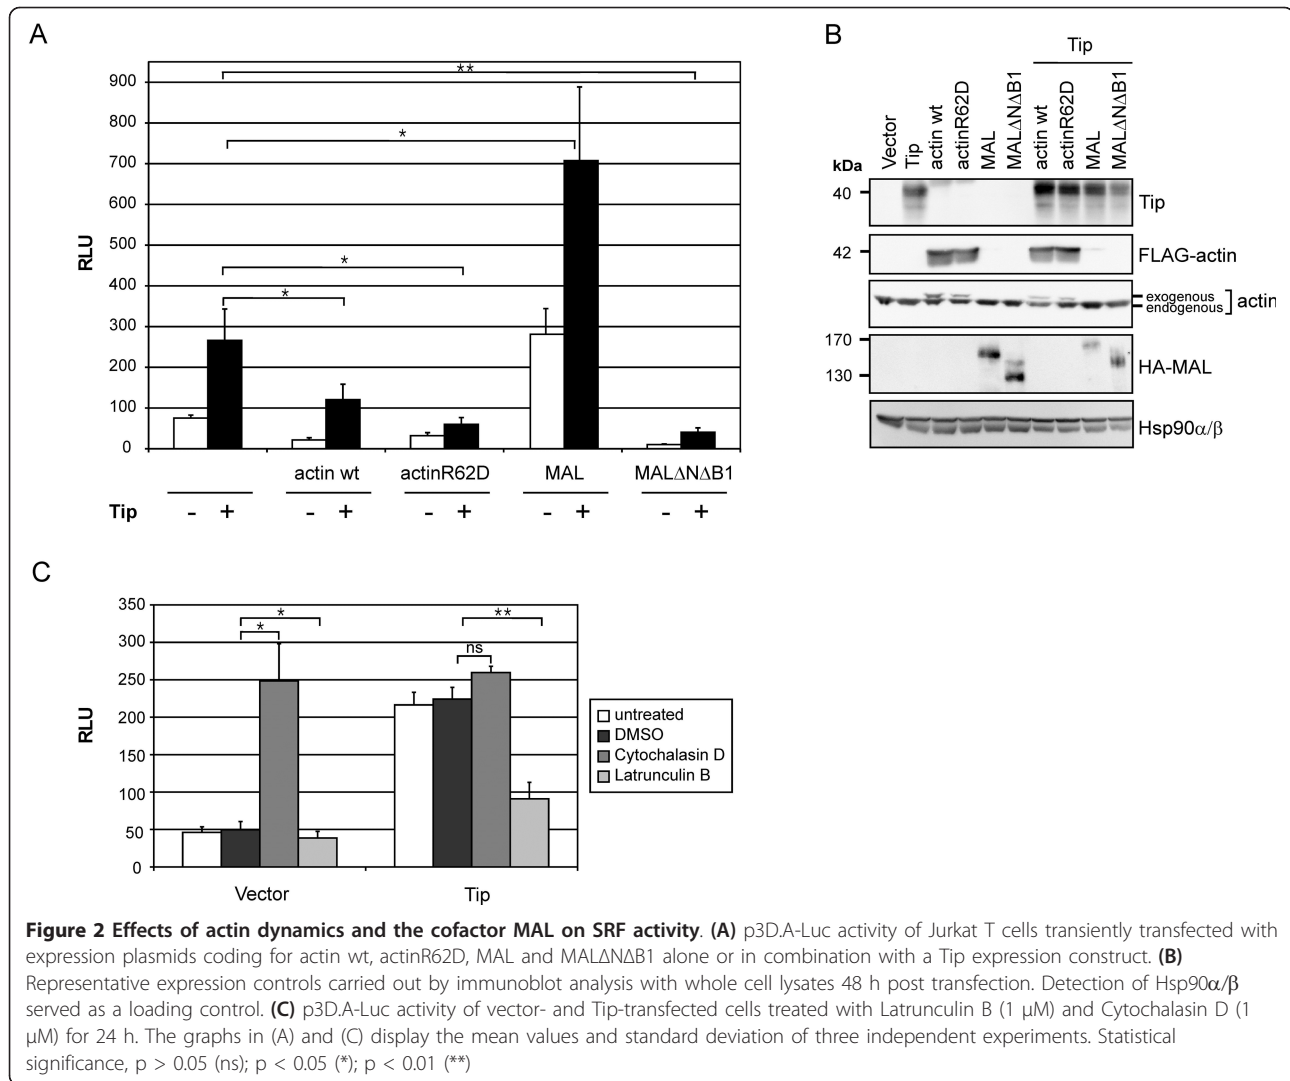 A
**
*
*
*
900
800
700
600
500
400
300
200
100
0
RLU
actin wt actinR62D MAL MALΔNΔB1
Tip - + - + - + - + - +
B
Tip
Vector Tip actin wt actinR62D MAL MALΔNΔB1 actin wt actinR62D MAL MALΔNΔB1
kDa
40 Tip
42 FLAG-actin
exogenous
endogenous
actin
170
130
HA-MAL
Hsp90α/β
C
350
300
250
200
150
100
50
0
RLU
*
*
**
ns
Vector Tip
untreated
DMSO
Cytochalasin D
Latrunculin B
Figure 2 Effects of actin dynamics and the cofactor MAL on SRF activity. (A) p3D.A-Luc activity of Jurkat T cells transiently transfected with
expression plasmids coding for actin wt, actinR62D, MAL and MALΔNΔB1 alone or in combination with a Tip expression construct. (B)
Representative expression controls carried out by immunoblot analysis with whole cell lysates 48 h post transfection. Detection of Hsp90α/β
served as a loading control. (C) p3D.A-Luc activity of vector- and Tip-transfected cells treated with Latrunculin B (1 μM) and Cytochalasin D (1
μM) for 24 h. The graphs in (A) and (C) display the mean values and standard deviation of three independent experiments. Statistical
significance, p > 0.05 (ns); p < 0.05 (*); p < 0.01 (**)